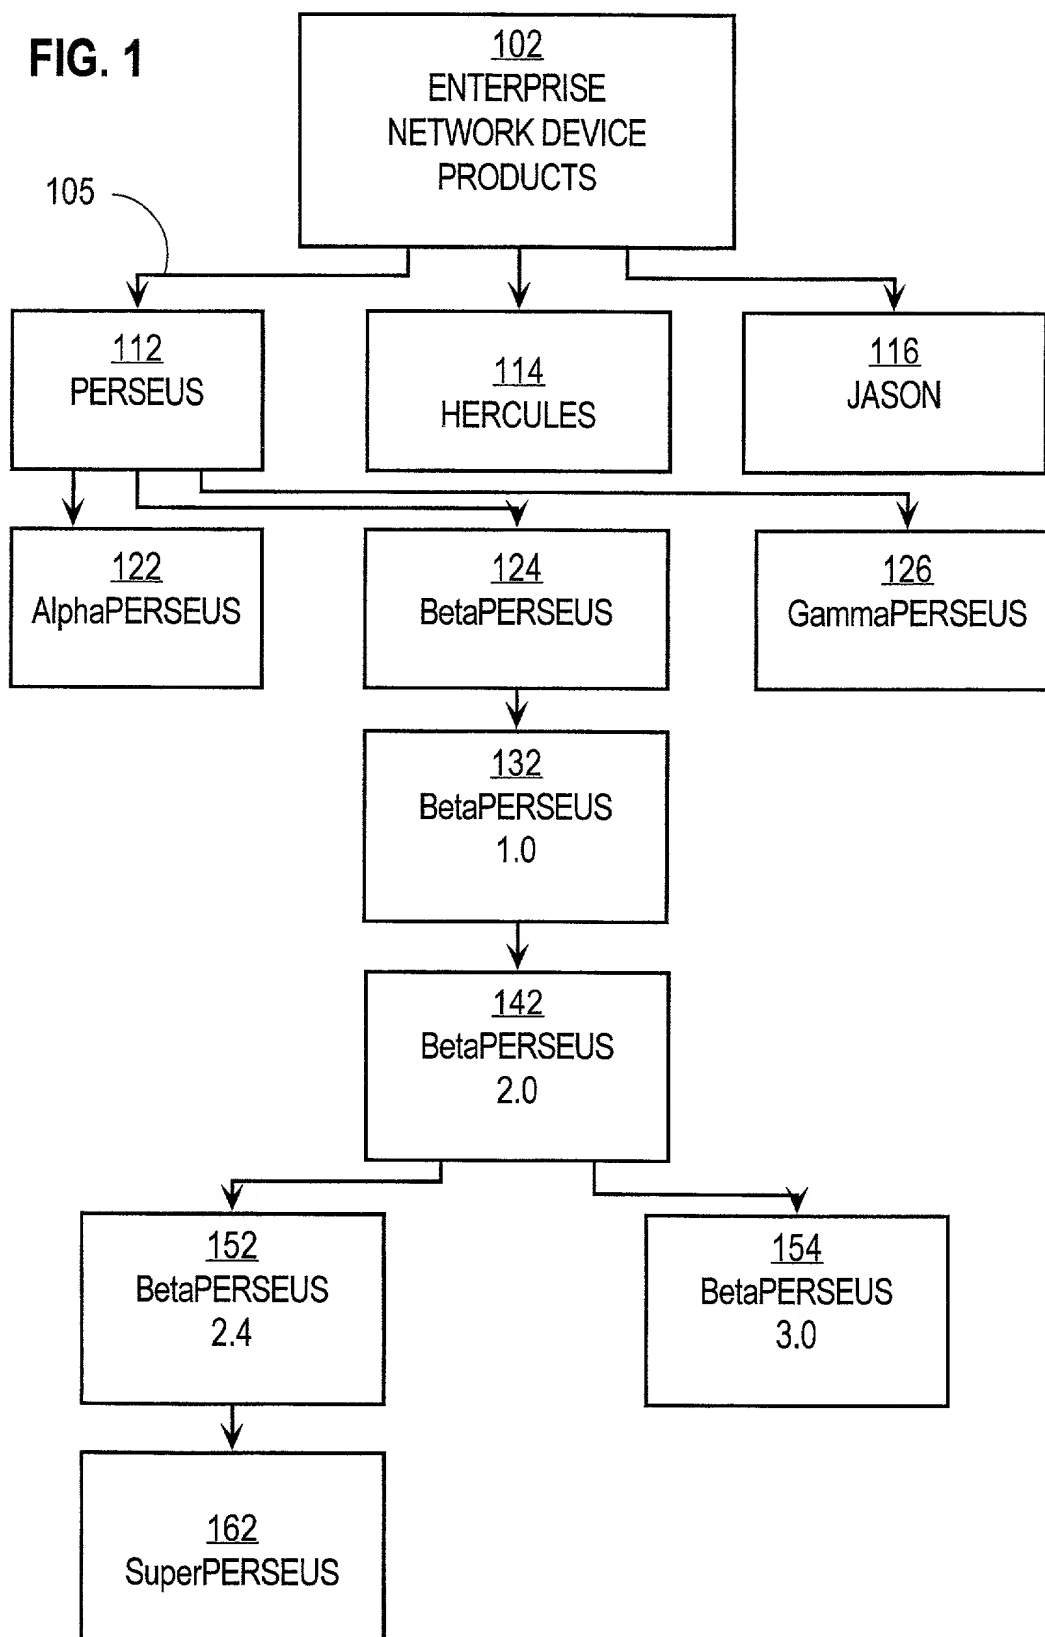 FIG. 1
102
ENTERPRISE
NETWORK DEVICE
PRODUCTS
105
112
PERSEUS
114
HERCULES
116
JASON
122
AlphaPERSEUS
124
BetaPERSEUS
126
GammaPERSEUS
132
BetaPERSEUS
1.0
142
BetaPERSEUS
2.0
152
BetaPERSEUS
2.4
154
BetaPERSEUS
3.0
162
SuperPERSEUS